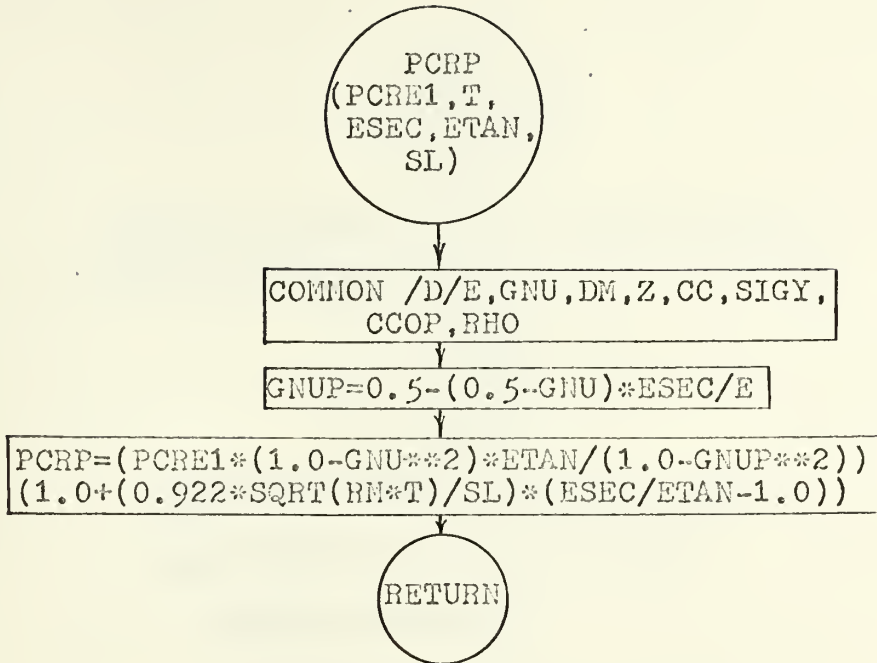 PCRP
(PCRE1,T,
ESEC,ETAN,
SL)
COMMON /D/E,GNU,DM,Z,CC,SIGY,
CCOP,RHO
GNUP=0.5-(0.5-GNU)*ESEC/E
PCRP=(PCRE1*(1.0-GNU**2)*ETAN/(1.0-GNUP**2))
(1.0+(0.922*SQRT(RM*T)/SL)*(ESEC/ETAN-1.0))
RETURN